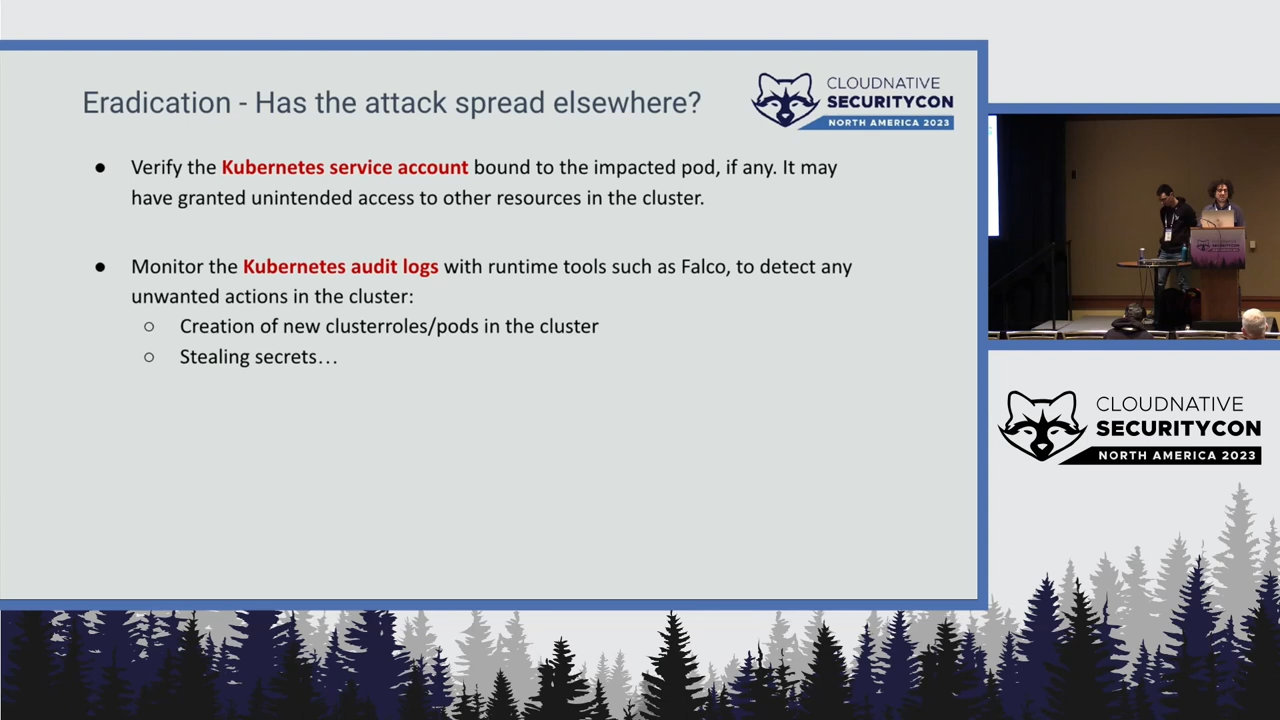 Eradication - Has the attack spread elsewhere?
CLOUDNATIVE
SECURITYCON
NORTH AMERICA 2023
● Verify the Kubernetes service account bound to the impacted pod, if any. It may
have granted unintended access to other resources in the cluster.
● Monitor the Kubernetes audit logs with runtime tools such as Falco, to detect any
unwanted actions in the cluster:
○ Creation of new clusterroles/pods in the cluster
○ Stealing secrets…
CLOUDNATIVE
SECURITYCON
NORTH AMERICA 2023